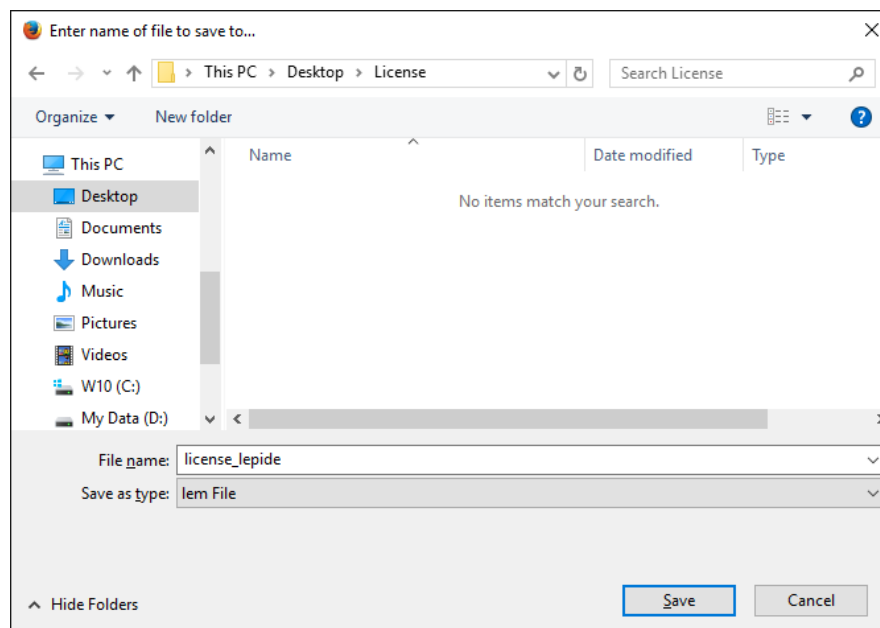 Enter name of file to save to...
This PC > Desktop > License
Search License
Organize
New folder
?
Name
Date modified
Type
This PC
No items match your search.
Desktop
Documents
Downloads
Music
Pictures
Videos
W10 (C:)
My Data (D:)
File name: license_lepide
Save as type: lem File
Hide Folders
Save
Cancel